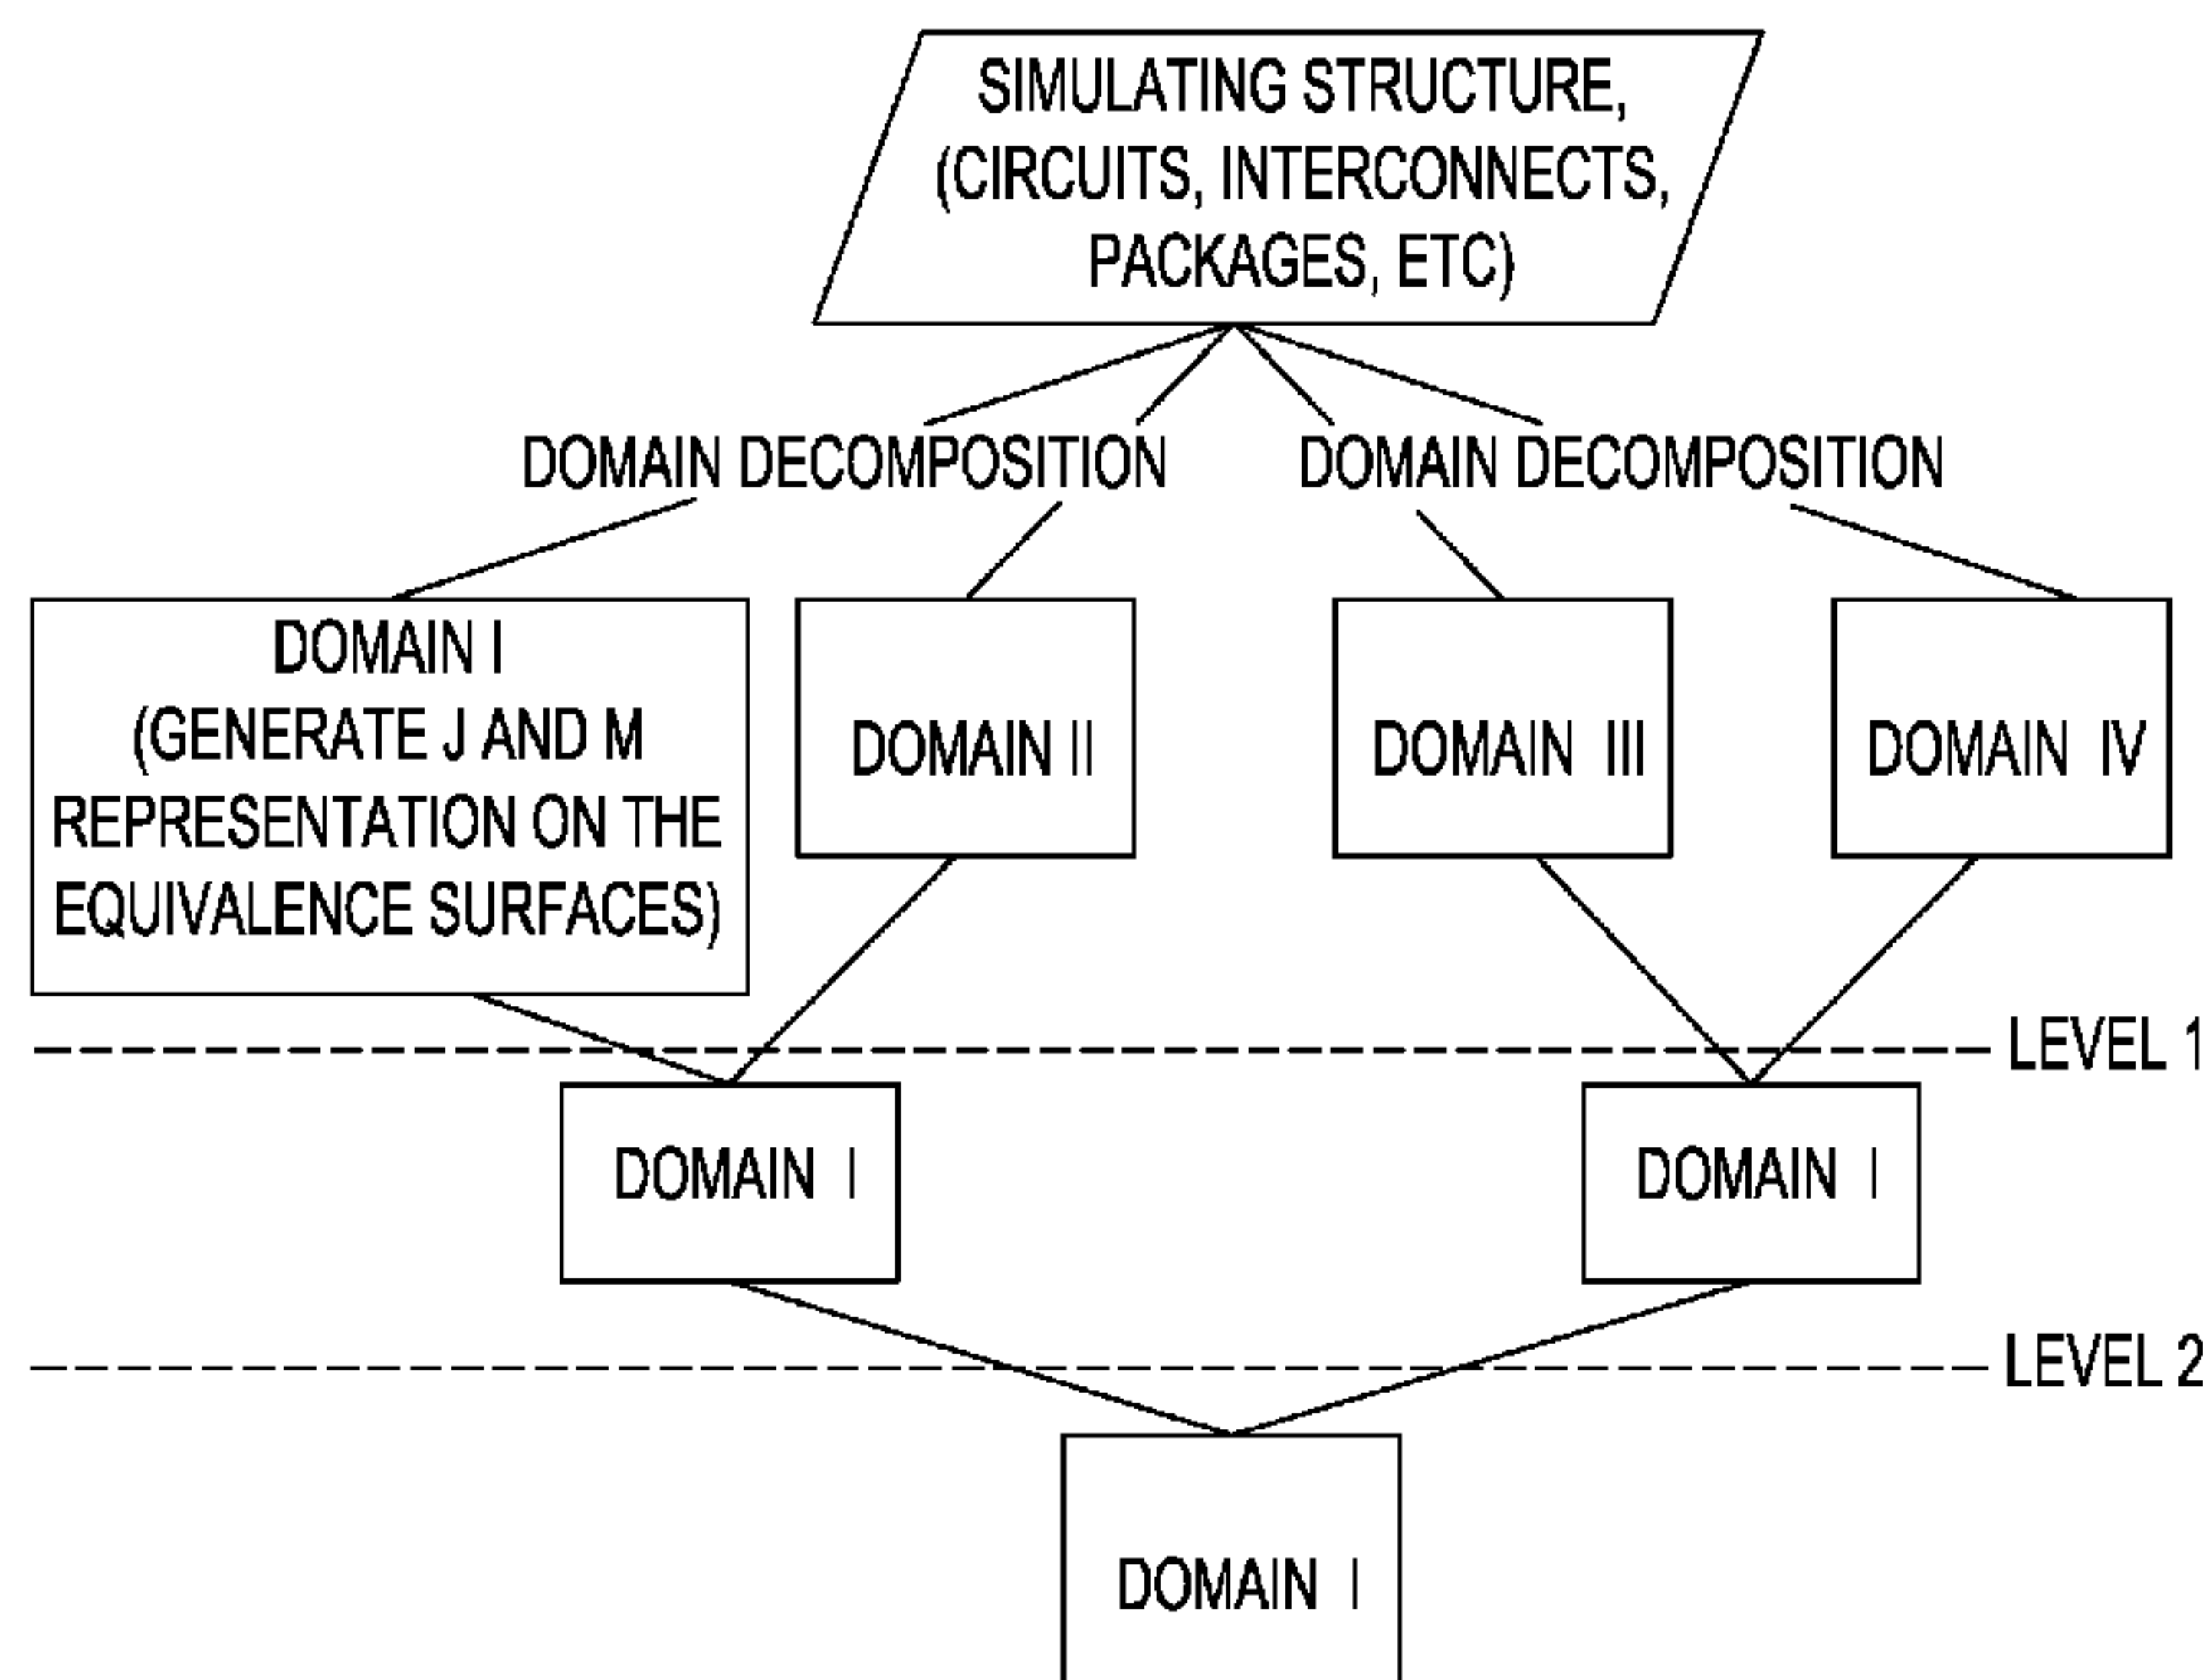 SIMULATING STRUCTURE,
(CIRCUITS, INTERCONNECTS,
PACKAGES, ETC)
DOMAIN DECOMPOSITION
DOMAIN DECOMPOSITION
DOMAIN I
(GENERATE J AND M
REPRESENTATION ON THE
EQUIVALENCE SURFACES)
DOMAIN II
DOMAIN III
DOMAIN IV
LEVEL 1
DOMAIN I
DOMAIN I
LEVEL 2
DOMAIN I